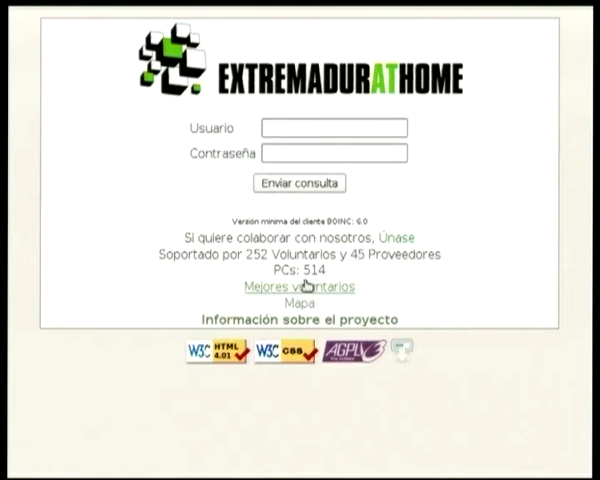 EXTREMADURATHOME
Usuario
Contraseña
Enviar consulta
Versión mínima del cliente BOINC: 6.0
Si quiere colaborar con nosotros, Únase
Soportado por 252 Voluntarios y 45 Proveedores
PCs: 514
Mejores voluntarios
Mapa
Información sobre el proyecto
W3C HTML 4.01
W3C CSS
AGPLv3